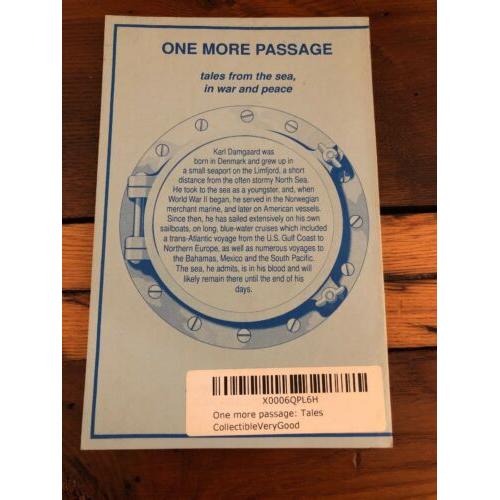 ONE MORE PASSAGE
tales from the sea,
in war and peace
Karl Damgaard was
born in Denmark and grew up in
a small seaport on the Limfjord, a short
distance from the often stormy North Sea.
He took to the sea as a youngster, and, when
World War II began, he served in the Norwegian
merchant marine, and later on American vessels.
Since then, he has sailed extensively on his own
sailboats, on long, blue-water cruises which included
a trans-Atlantic voyage from the U.S. Gulf Coast to
Northern Europe, as well as numerous voyages to
the Bahamas, Mexico and the South Pacific.
The sea, he admits, is in his blood and will
likely remain there until the end of his
days.
X0006QPL6H
One more passage: Tales
CollectibleVeryGood